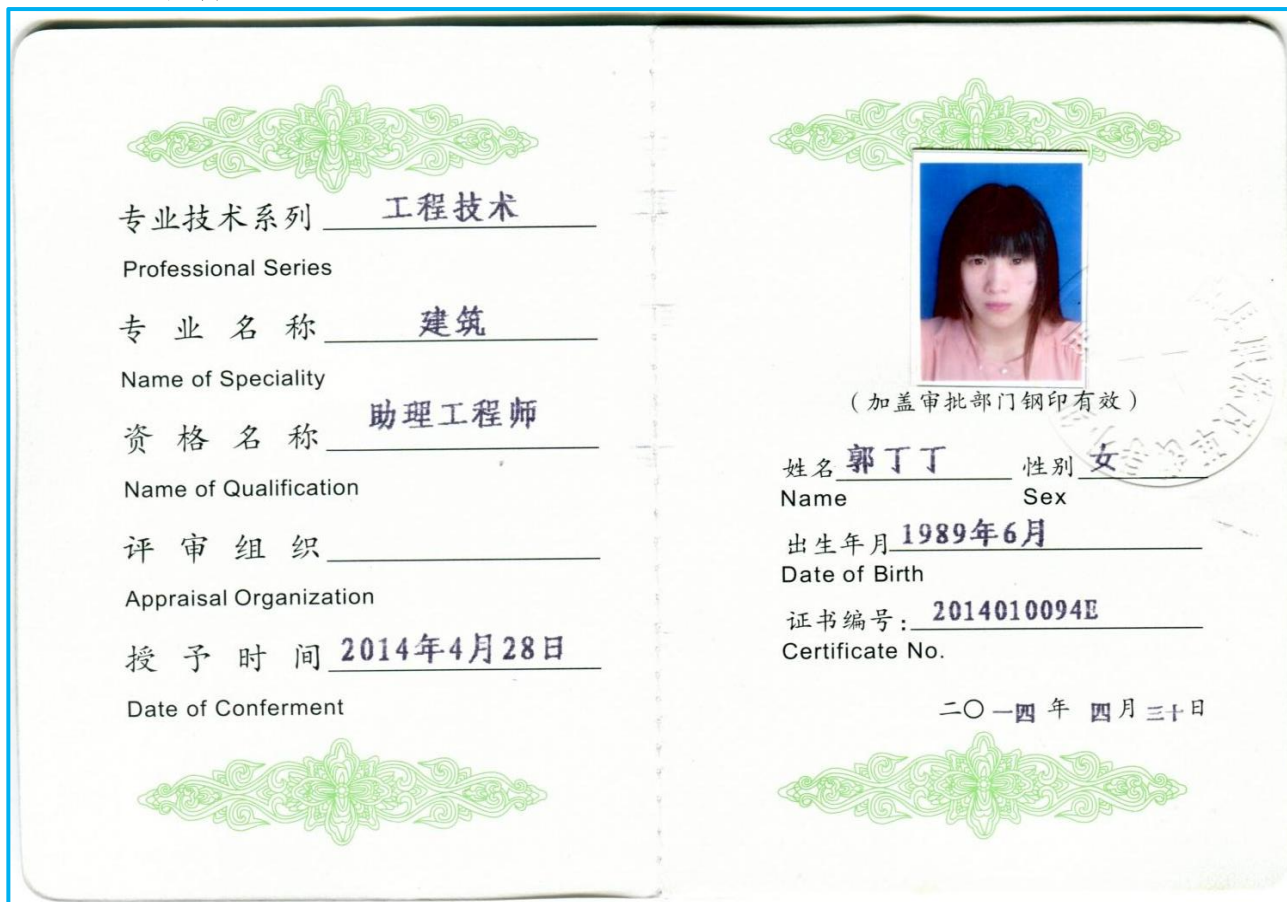 专业技术系列 工程技术
Professional Series
专业名称 建筑
Name of Speciality
资格名称 助理工程师
Name of Qualification
评审组织
Appraisal Organization
授予时间 2014年4月28日
Date of Conferment
(加盖审批部门钢印有效)
姓名 郭丁丁 性别 女
Name Sex
出生年月 1989年6月
Date of Birth
证书编号: 2014010094E
Certificate No.
二〇一四年 四月三十日